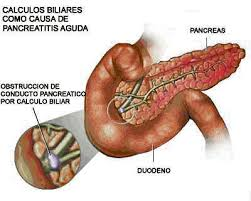 CALCULOS BILIARES
COMO CAUSA DE
PANCREATITIS AGUDA
PANCREAS
OBSTRUCCION DE
CONDUCTO PANCREATICO
POR CALCULO BILIAR
DUODENO